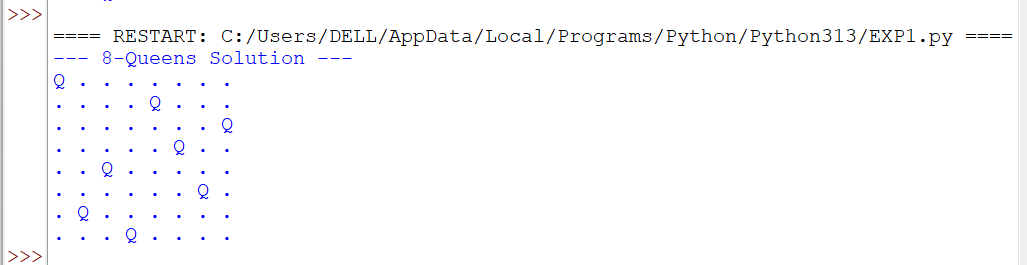 >>>
==== RESTART: C:/Users/DELL/AppData/Local/Programs/Python/Python313/EXP1.py ====
--- 8-Queens Solution ---
Q . . . . . . .
. . . . Q . . .
. . . . . . . Q
. . . . . Q . .
. . Q . . . . .
. . . . . . Q .
. Q . . . . . .
. . . Q . . . .
>>>